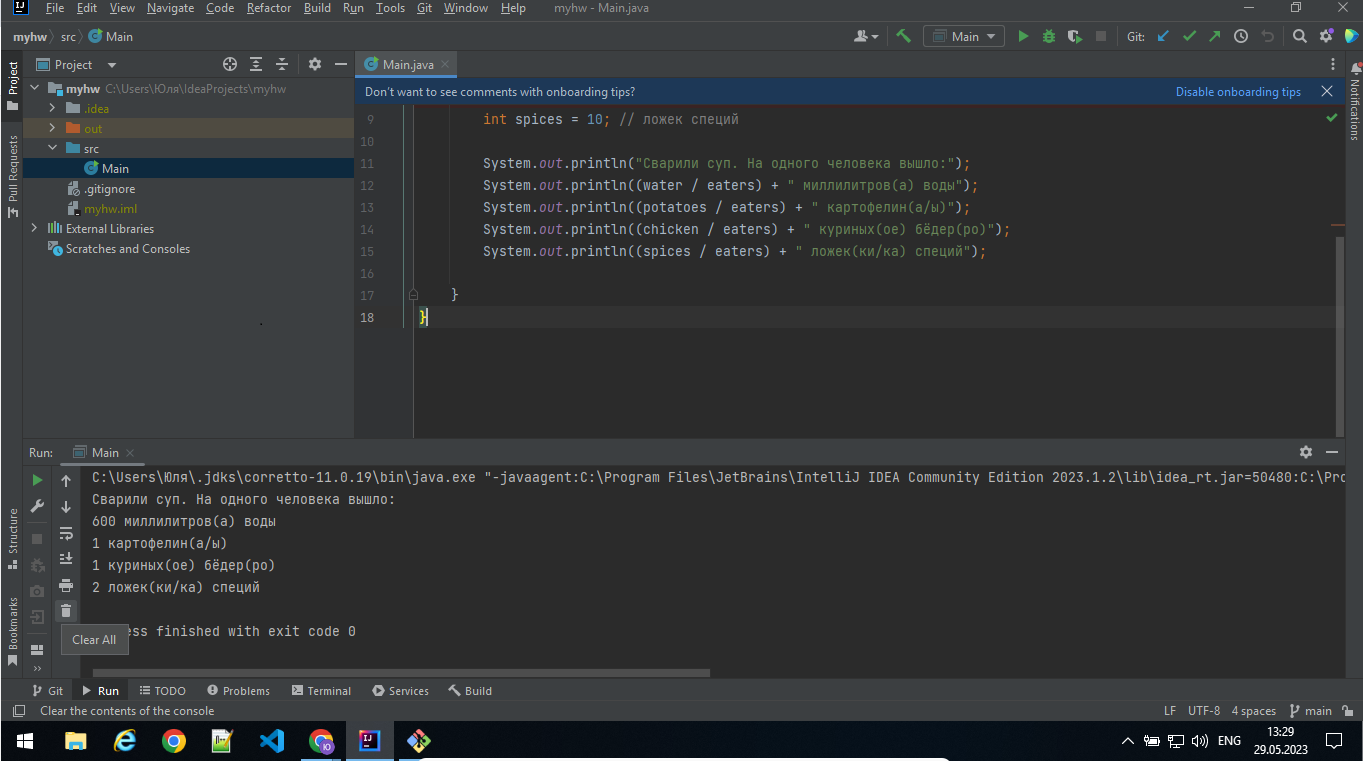 File Edit View Navigate Code Refactor Build Run Tools Git Window Help myhw - Main.java
myhw src Main
Main Git:
Project
Project
Main.java
Notifications
myhw C:\Users\Юля\IdeaProjects\myhw
.idea
out
src
Main
.gitignore
myhw.iml
External Libraries
Scratches and Consoles
Pull Requests
Don't want to see comments with onboarding tips? Disable onboarding tips
9 int spices = 10; // ложек специй
10
11 System.out.println("Сварили суп. На одного человека вышло:");
12 System.out.println((water / eaters) + " миллилитров(а) воды");
13 System.out.println((potatoes / eaters) + " картофелин(а/ы)");
14 System.out.println((chicken / eaters) + " куриных(ое) бёдер(ро)");
15 System.out.println((spices / eaters) + " ложек(ки/ка) специй");
16
17 }
18 }
Run: Main
Structure
Bookmarks
C:\Users\Юля\.jdks\corretto-11.0.19\bin\java.exe "-javaagent:C:\Program Files\JetBrains\IntelliJ IDEA Community Edition 2023.1.2\lib\idea_rt.jar=50480:C:\Pro
Сварили суп. На одного человека вышло:
600 миллилитров(а) воды
1 картофелин(а/ы)
1 куриных(ое) бёдер(ро)
2 ложек(ки/ка) специй
ess finished with exit code 0
Clear All
Git Run TODO Problems Terminal Services Build
Clear the contents of the console LF UTF-8 4 spaces main
ENG 13:29
29.05.2023